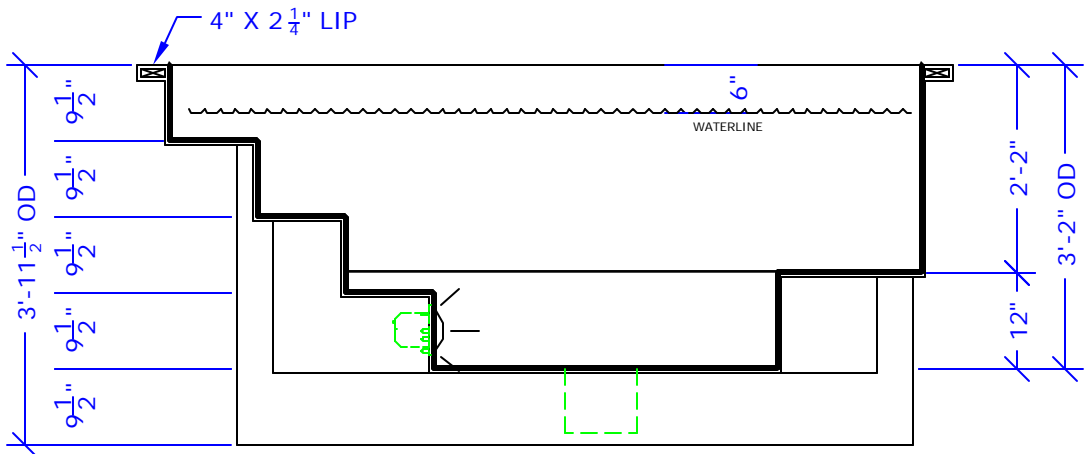 4" X 2 1/4" LIP
6"
WATERLINE
9 1/2"
9 1/2"
9 1/2"
9 1/2"
9 1/2"
3'-11 1/2" OD
2'-2"
12"
3'-2" OD